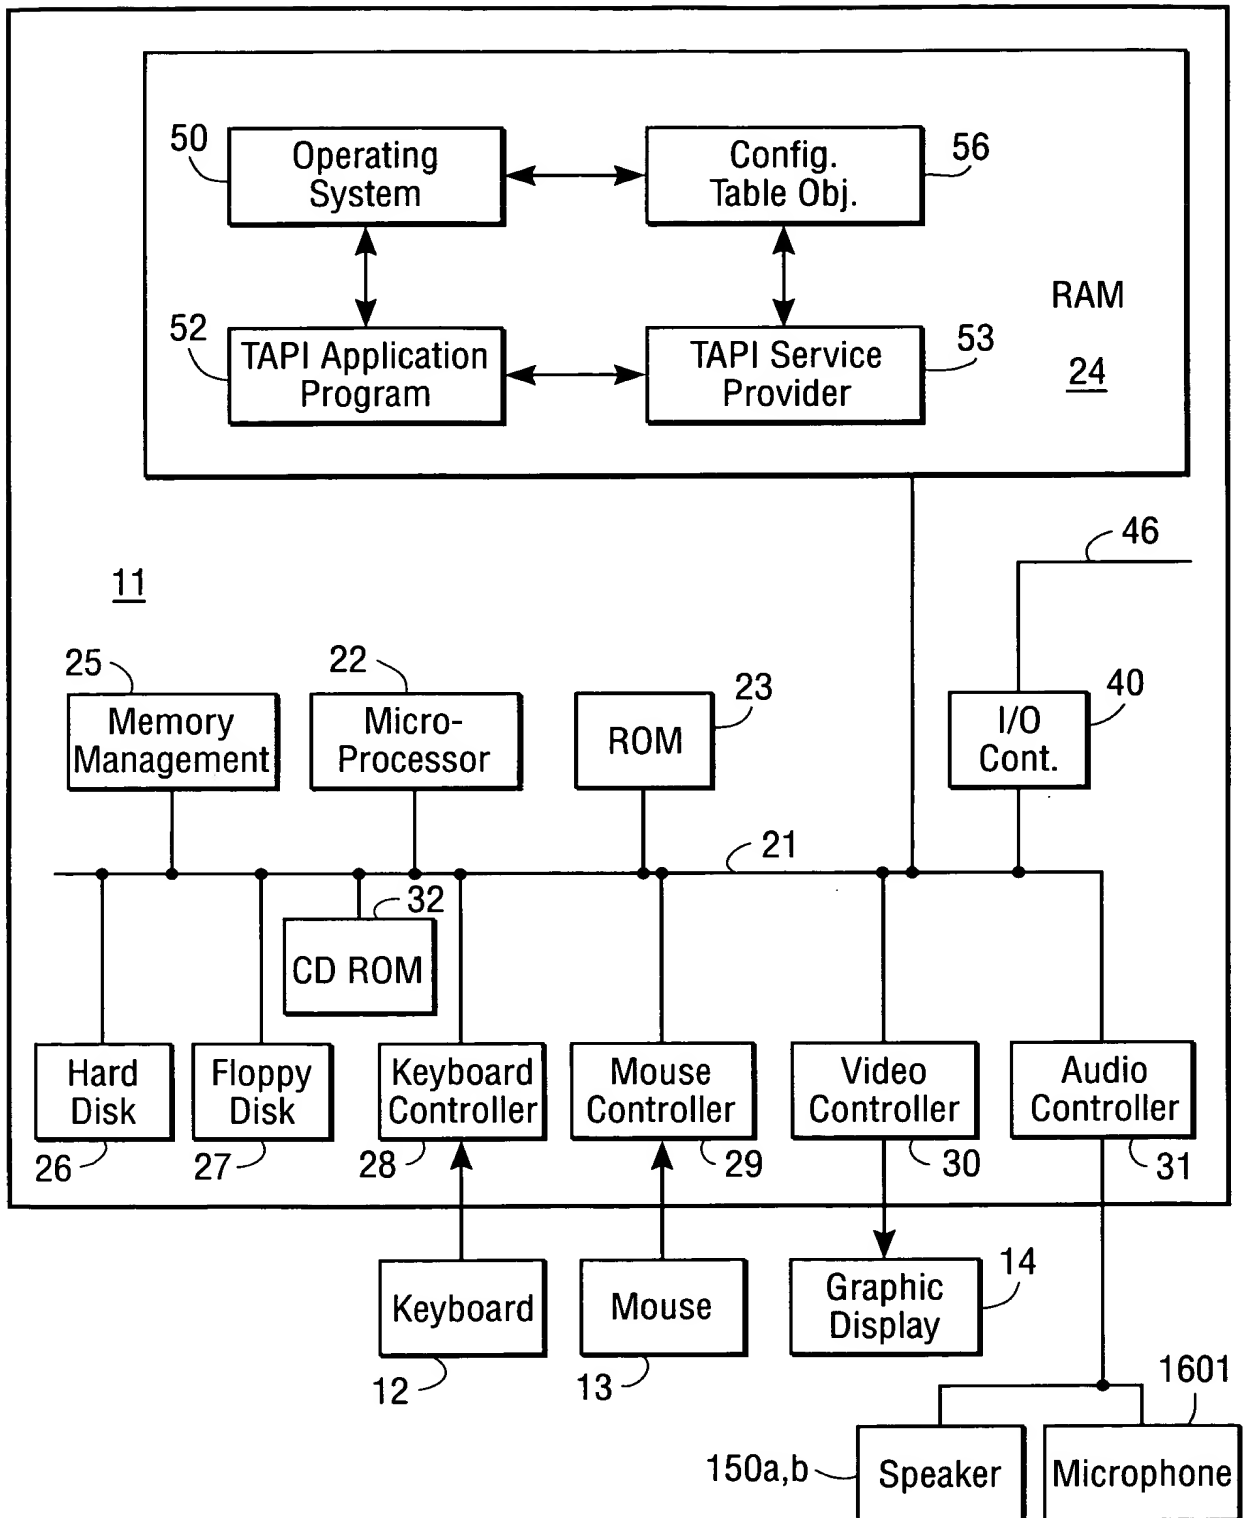 50
Operating
System
Config.
Table Obj.
56
52
TAPI Application
Program
TAPI Service
Provider
53
RAM
24
46
11
25
Memory
Management
22
Micro-
Processor
ROM
23
I/O
Cont.
40
21
32
CD ROM
Hard
Disk
26
Floppy
Disk
27
Keyboard
Controller
28
Mouse
Controller
29
Video
Controller
30
Audio
Controller
31
Keyboard
12
Mouse
13
Graphic
Display
14
150a,b
Speaker
1601
Microphone